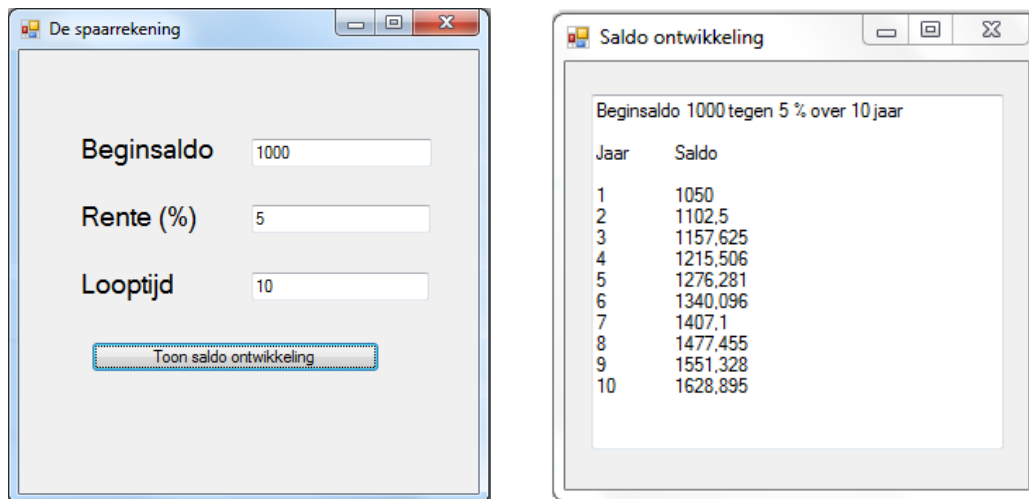 De spaarrekening
Beginsaldo 1000
Rente (%) 5
Looptijd 10
Toon saldo ontwikkeling
Saldo ontwikkeling
Beginsaldo 1000 tegen 5 % over 10 jaar
Jaar Saldo
1 1050
2 1102,5
3 1157,625
4 1215,506
5 1276,281
6 1340,096
7 1407,1
8 1477,455
9 1551,328
10 1628,895